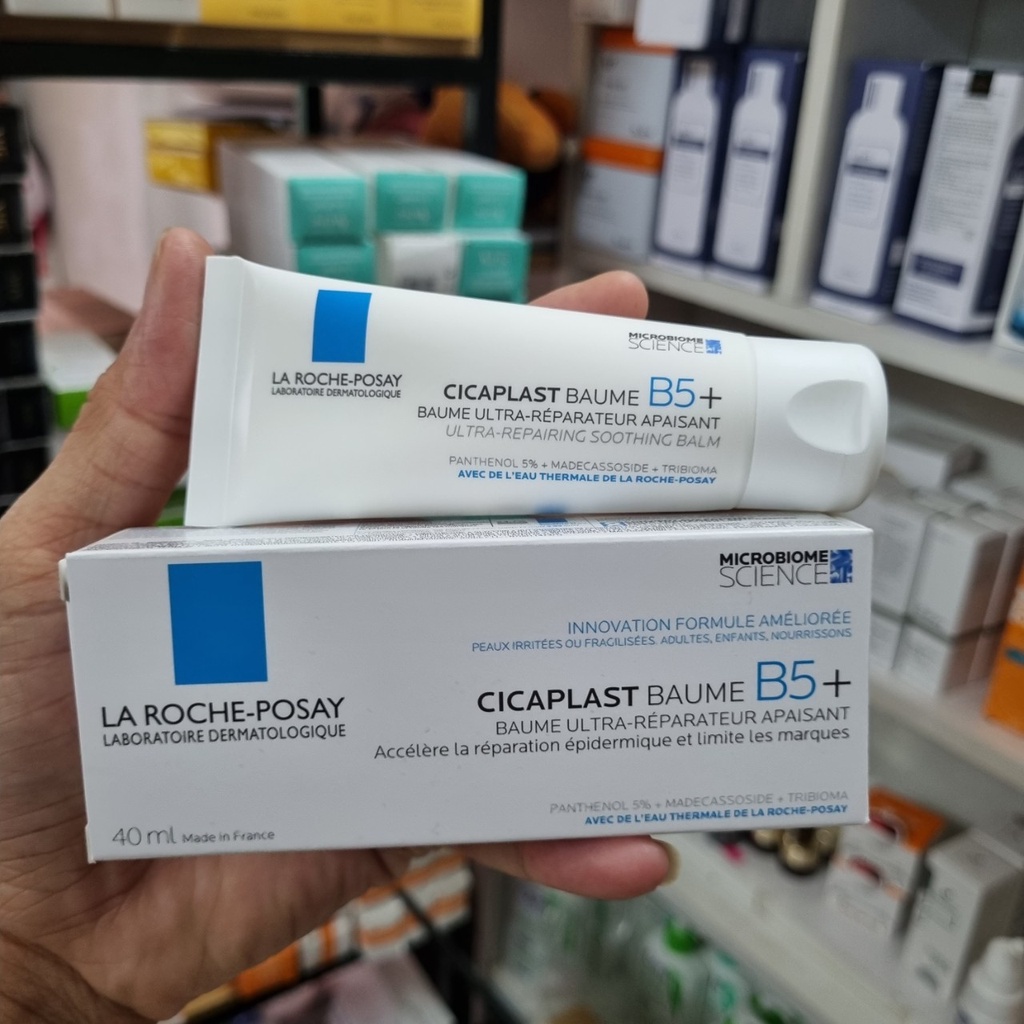 MICROBIOME
SCIENCE
LA ROCHE-POSAY
LABORATOIRE DERMATOLOGIQUE
CICAPLAST BAUME B5+
BAUME ULTRA-RÉPARATEUR APAISANT
ULTRA-REPAIRING SOOTHING BALM
PANTHENOL 5% + MADECASSOSIDE + TRIBIOMA
AVEC DE L'EAU THERMALE DE LA ROCHE-POSAY
MICROBIOME
SCIENCE
INNOVATION FORMULE AMÉLIORÉE
PEAUX IRRITÉES OU FRAGILISÉES. ADULTES, ENFANTS, NOURRISSONS
LA ROCHE-POSAY
LABORATOIRE DERMATOLOGIQUE
CICAPLAST BAUME B5+
BAUME ULTRA-RÉPARATEUR APAISANT
Accélère la réparation épidermique et limite les marques
PANTHENOL 5% + MADECASSOSIDE + TRIBIOMA
AVEC DE L'EAU THERMALE DE LA ROCHE-POSAY
40 ml Made in France